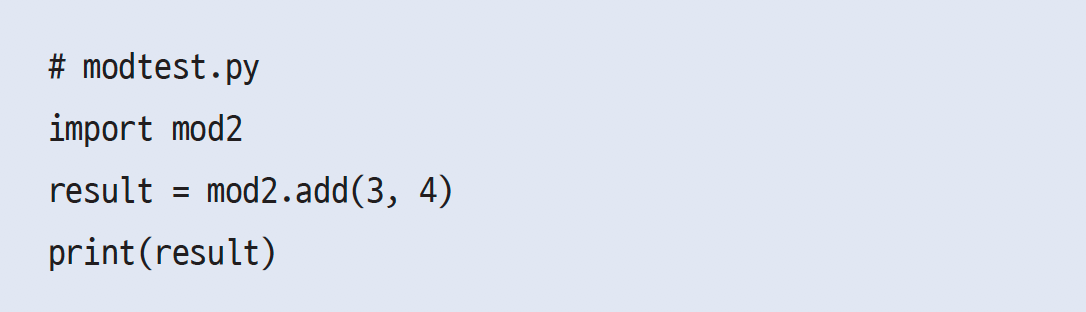 # modtest.py
import mod2
result = mod2.add(3, 4)
print(result)